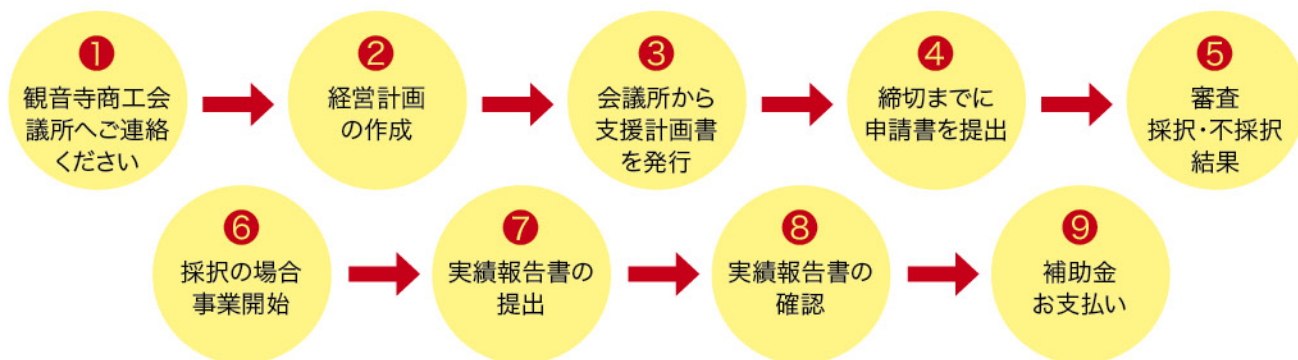 ❶
観音寺商工会
議所へご連絡
ください
❷
経営計画
の作成
❸
会議所から
支援計画書
を発行
❹
締切までに
申請書を提出
❺
審査
採択・不採択
結果
❻
採択の場合
事業開始
❼
実績報告書の
提出
❽
実績報告書の
確認
❾
補助金
お支払い